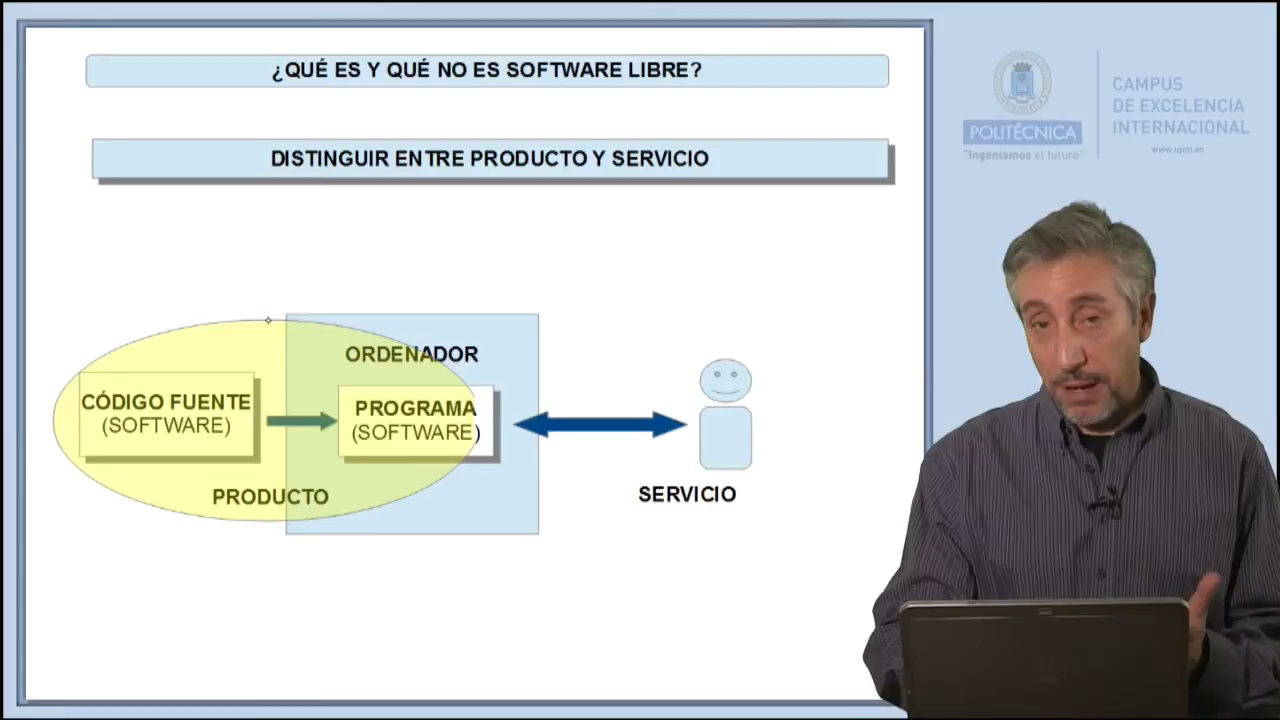 ¿QUÉ ES Y QUÉ NO ES SOFTWARE LIBRE?
DISTINGUIR ENTRE PRODUCTO Y SERVICIO
ORDENADOR
CÓDIGO FUENTE
(SOFTWARE)
PROGRAMA
(SOFTWARE)
PRODUCTO
SERVICIO
POLITÉCNICA
"Ingeniamos el futuro"
CAMPUS
DE EXCELENCIA
INTERNACIONAL
www.upm.es